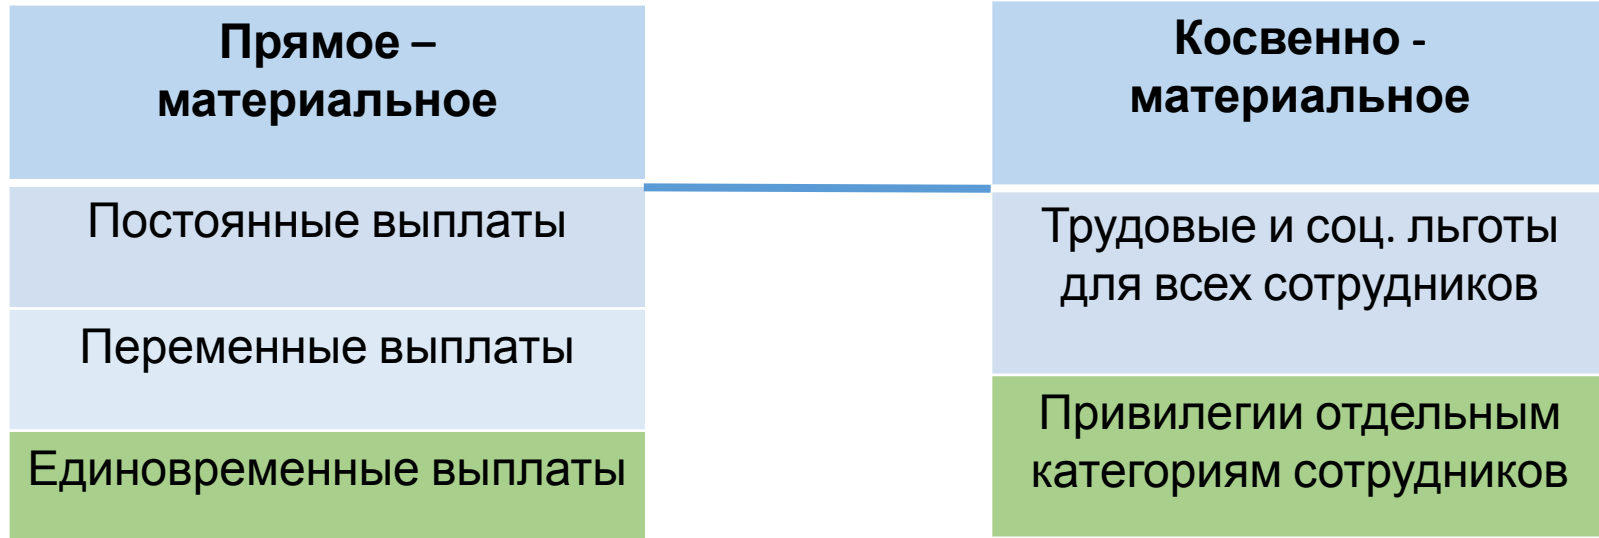 Прямое –
материальное
Постоянные выплаты
Переменные выплаты
Единовременные выплаты
Косвенно -
материальное
Трудовые и соц. льготы
для всех сотрудников
Привилегии отдельным
категориям сотрудников